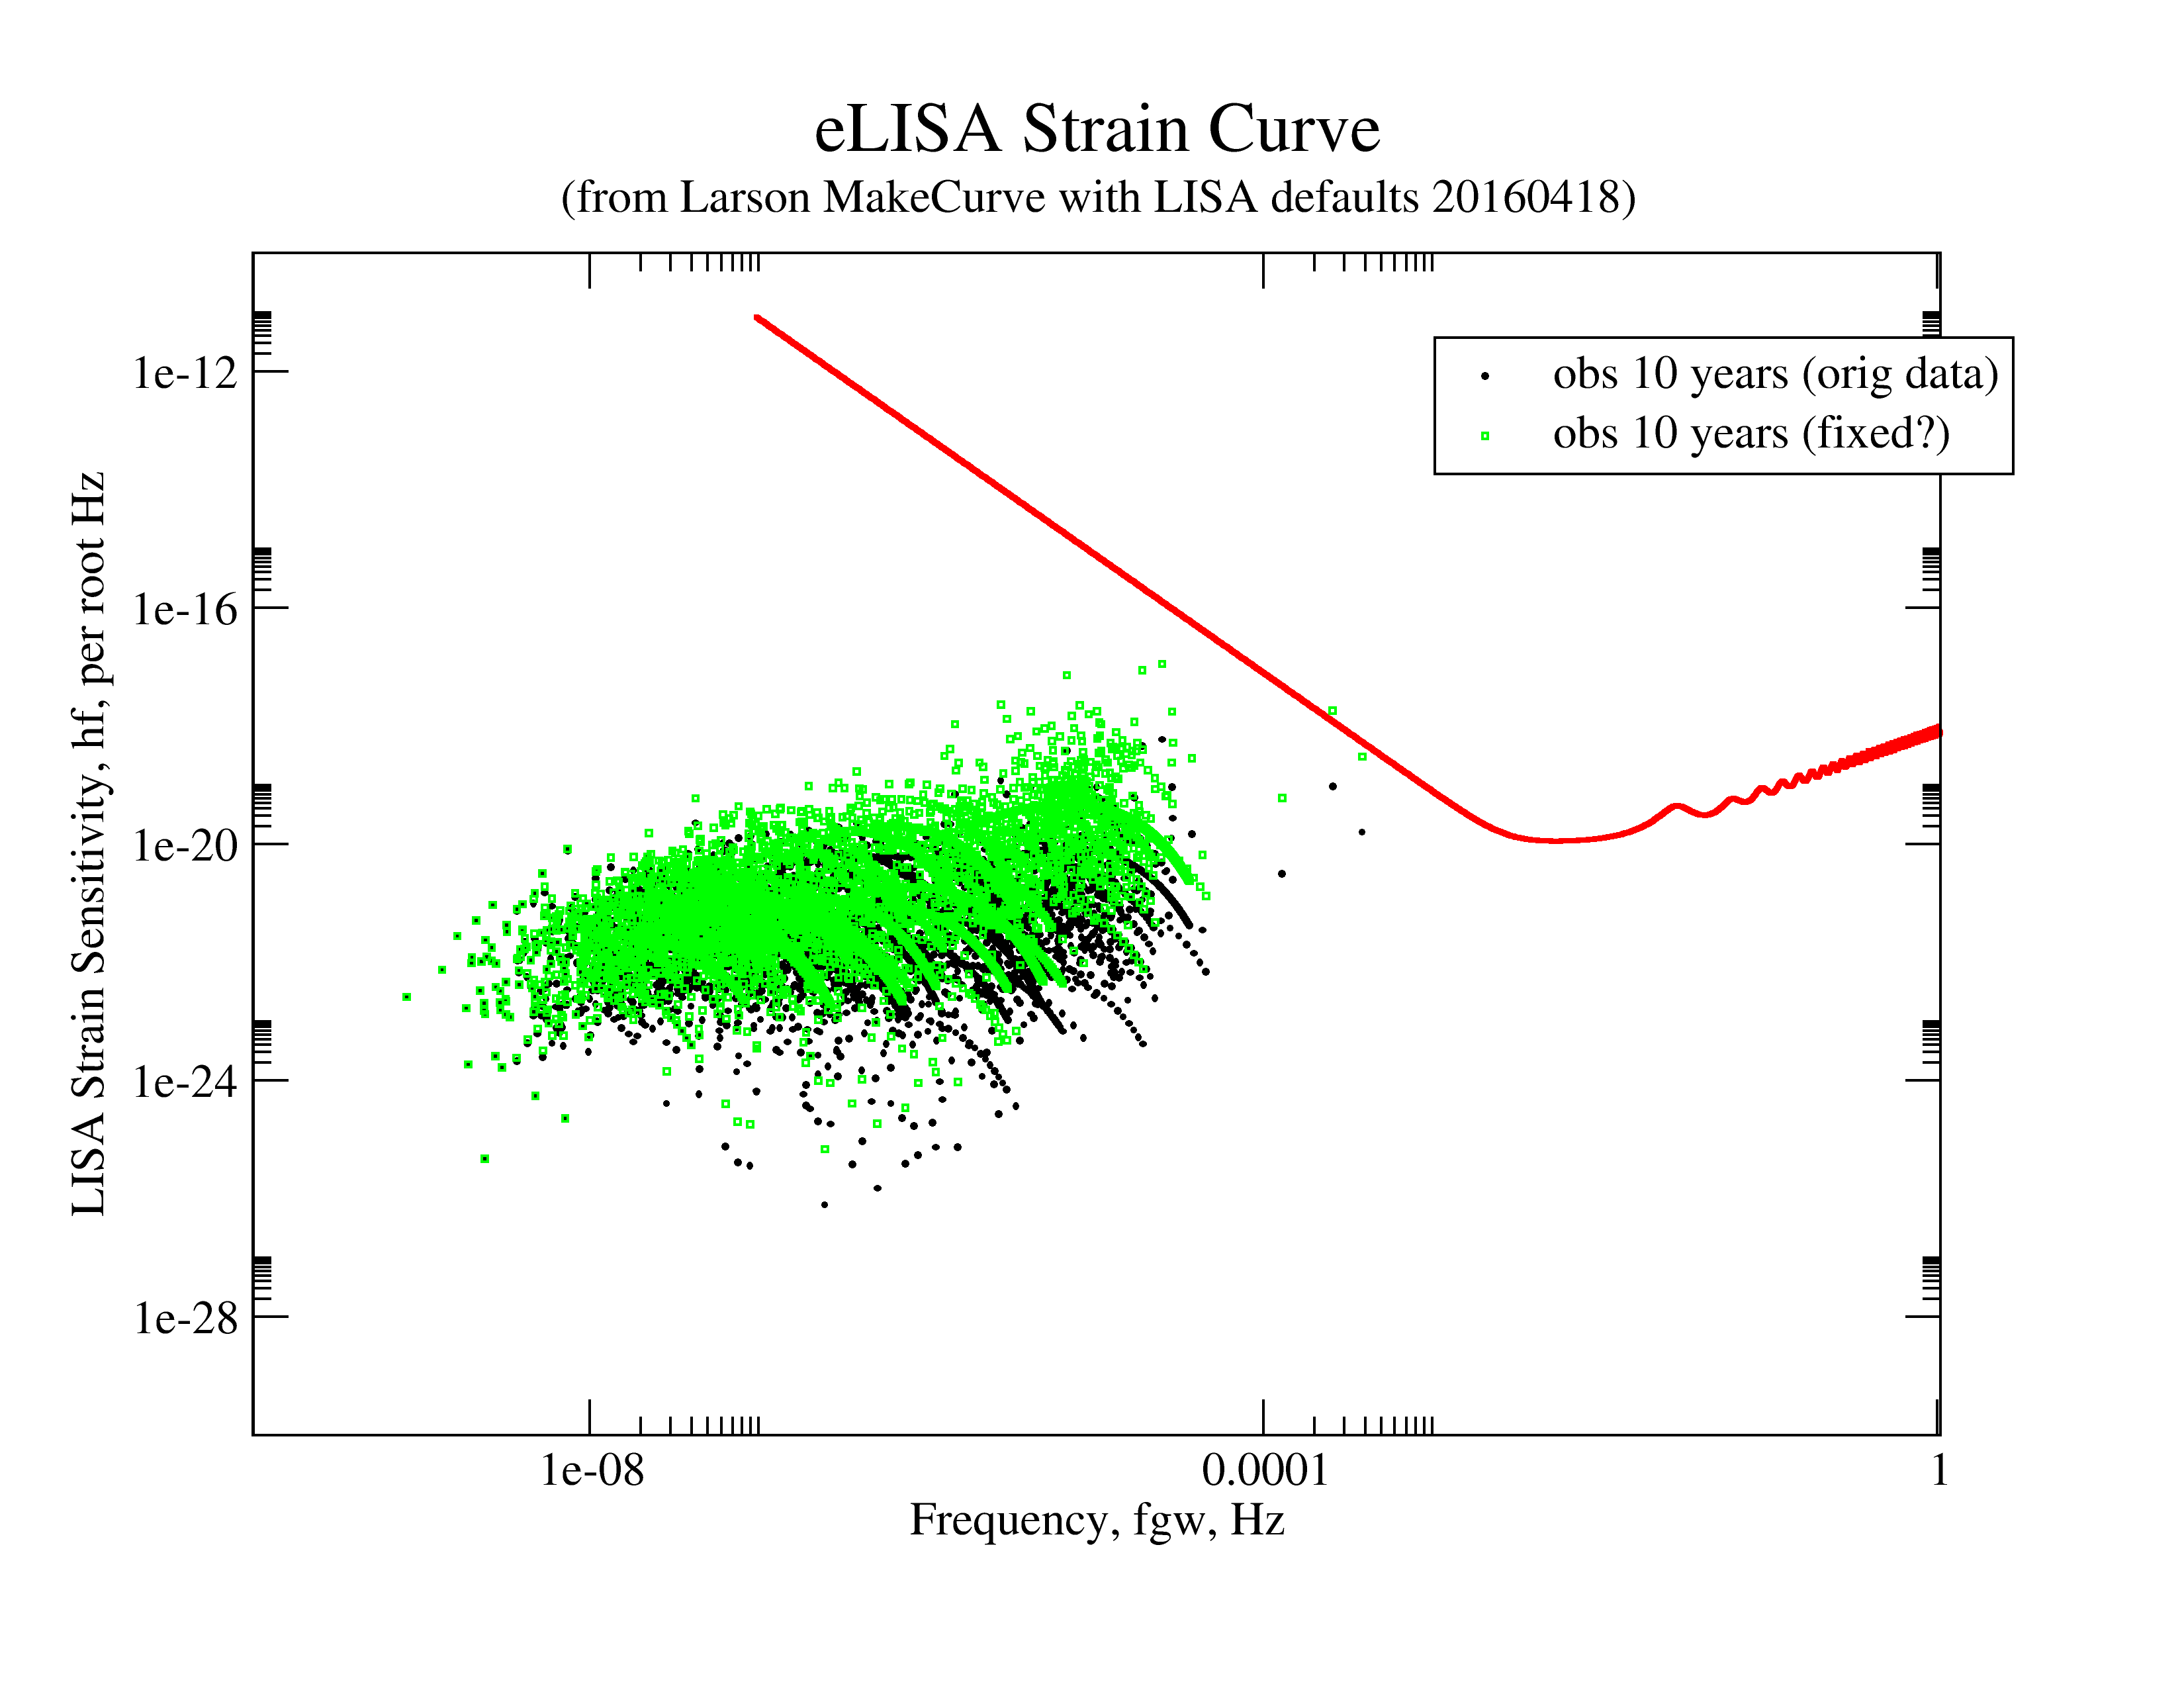 eLISA Strain Curve
(from Larson MakeCurve with LISA defaults 20160418)
obs 10 years (orig data)
obs 10 years (fixed?)
LISA Strain Sensitivity, hf, per root Hz
1e-12
1e-16
1e-20
1e-24
1e-28
1e-08
0.0001
1
Frequency, fgw, Hz